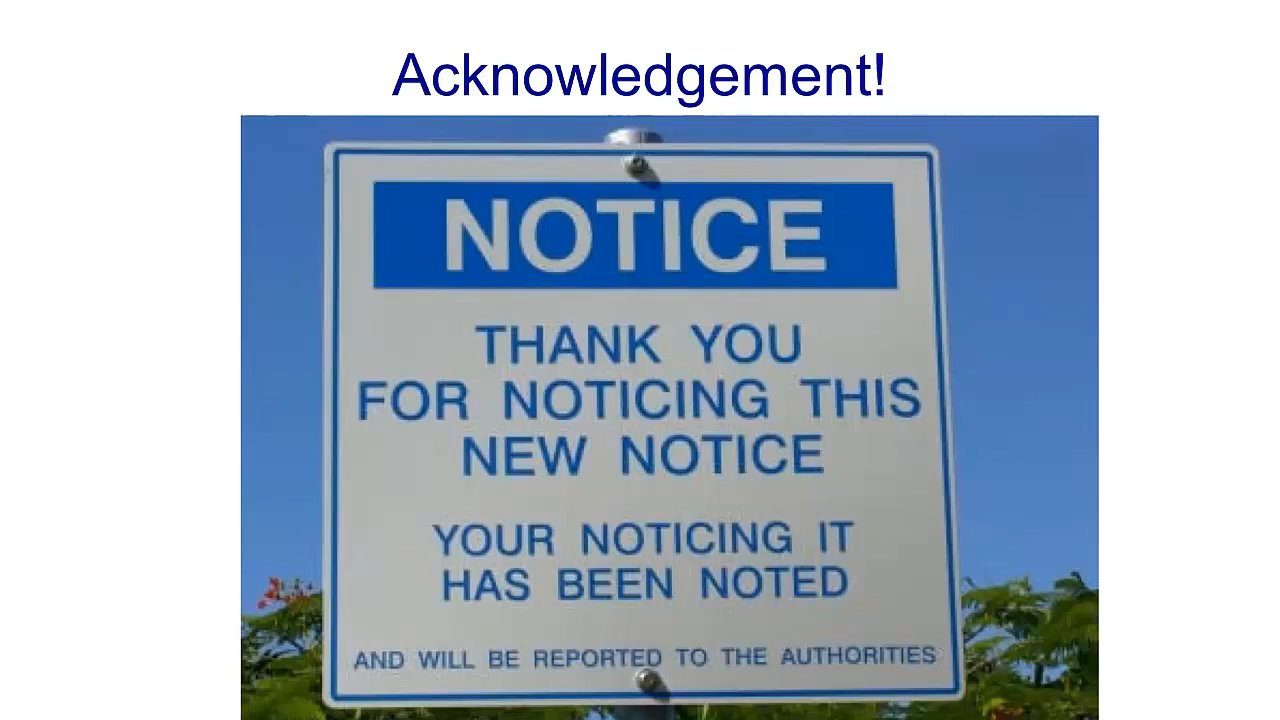 Acknowledgement!
NOTICE
THANK YOU
FOR NOTICING THIS
NEW NOTICE
YOUR NOTICING IT
HAS BEEN NOTED
AND WILL BE REPORTED TO THE AUTHORITIES